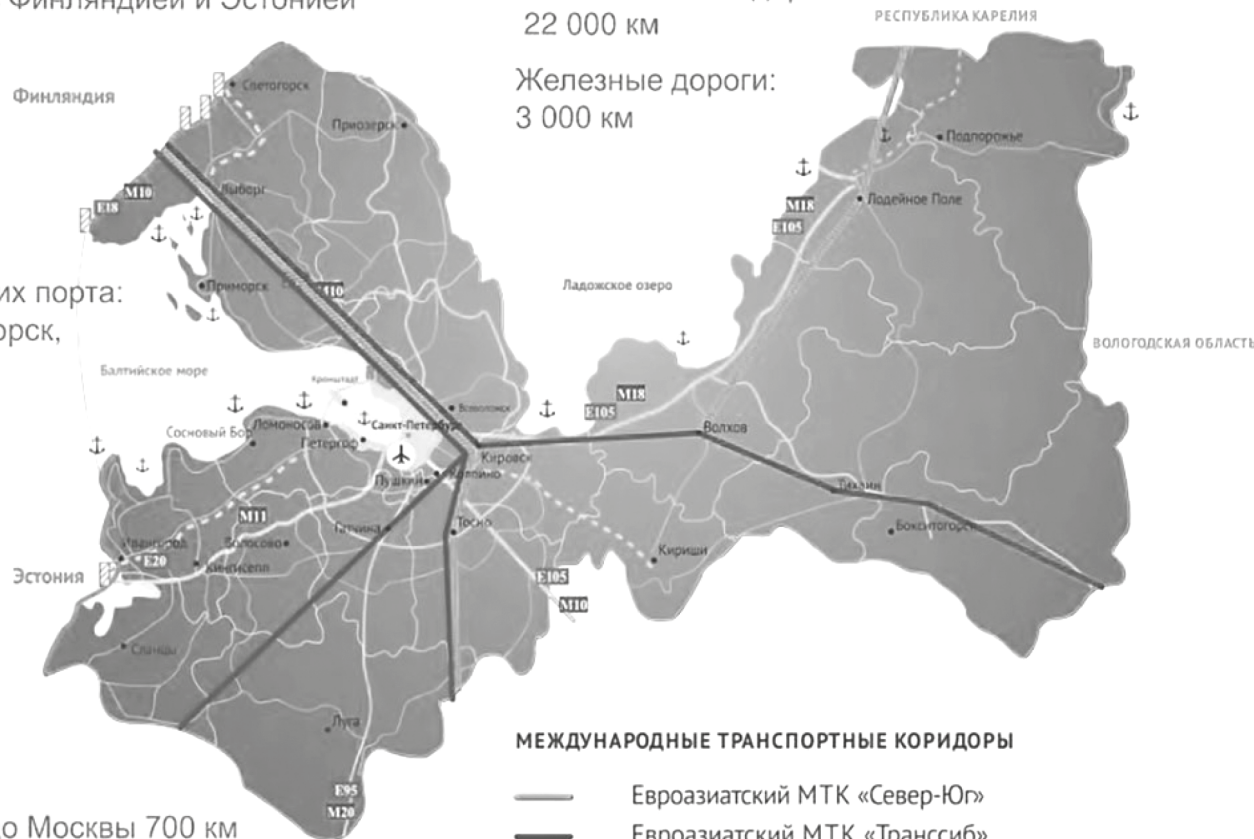 Финляндией и Эстонией
22 000 км
Железные дороги:
3 000 км
РЕСПУБЛИКА КАРЕЛИЯ
Финляндия
Светогорск
Приозерск
Подпорожье
Лодейное Поле
M10
E18
Выборг
M18
E105
Приморск
M10
их порта:
орск,
Ладожское озеро
ВОЛОГОДСКАЯ ОБЛАСТЬ
Балтийское море
Кронштадт
M18
E105
Всеволожск
Сосновый Бор
Ломоносов
Санкт-Петербург
Петергоф
Волхов
Кировск
Пушкин
Колпино
Тихвин
M11
Гатчина
Тосно
Бокситогорск
Ивангород
Волосово
E20
Кингисепп
Кириши
Эстония
E105
M10
Сланцы
Луга
E95
M20
МЕЖДУНАРОДНЫЕ ТРАНСПОРТНЫЕ КОРИДОРЫ
Евроазиатский МТК «Север-Юг»
Евроазиатский МТК «Транссиб»
до Москвы 700 км